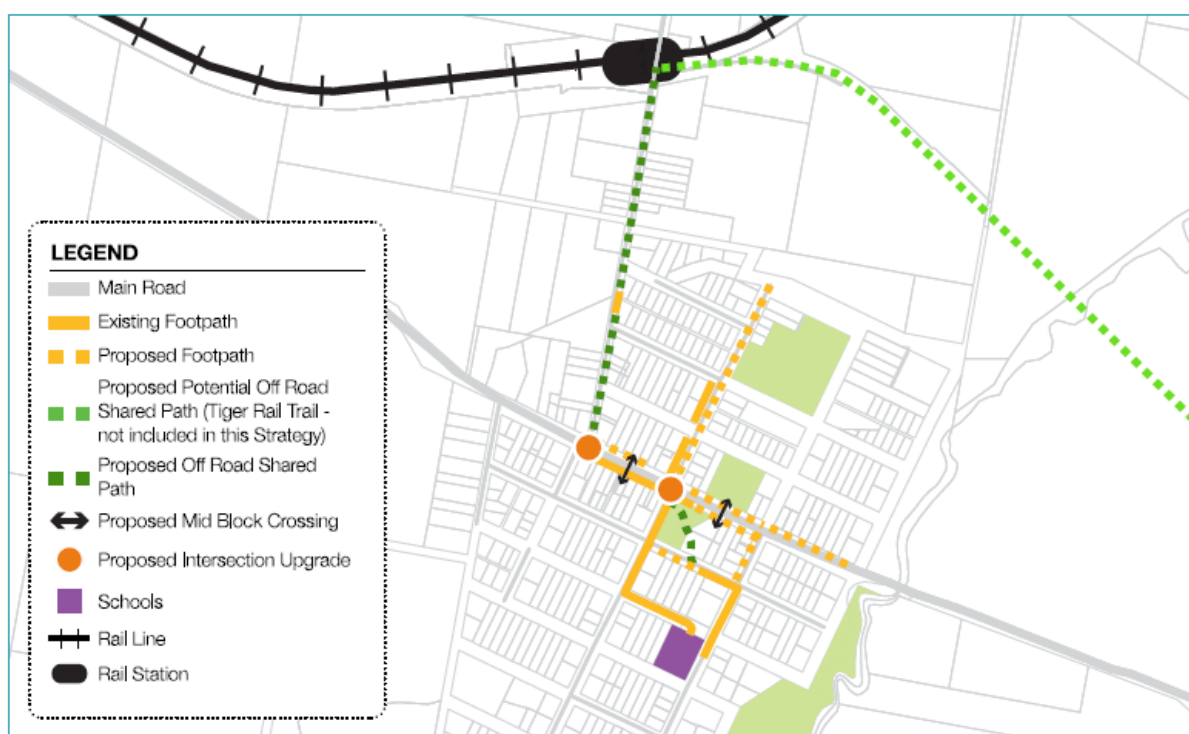 LEGEND
Main Road
Existing Footpath
Proposed Footpath
Proposed Potential Off Road
Shared Path (Tiger Rail Trail -
not included in this Strategy)
Proposed Off Road Shared
Path
Proposed Mid Block Crossing
Proposed Intersection Upgrade
Schools
Rail Line
Rail Station